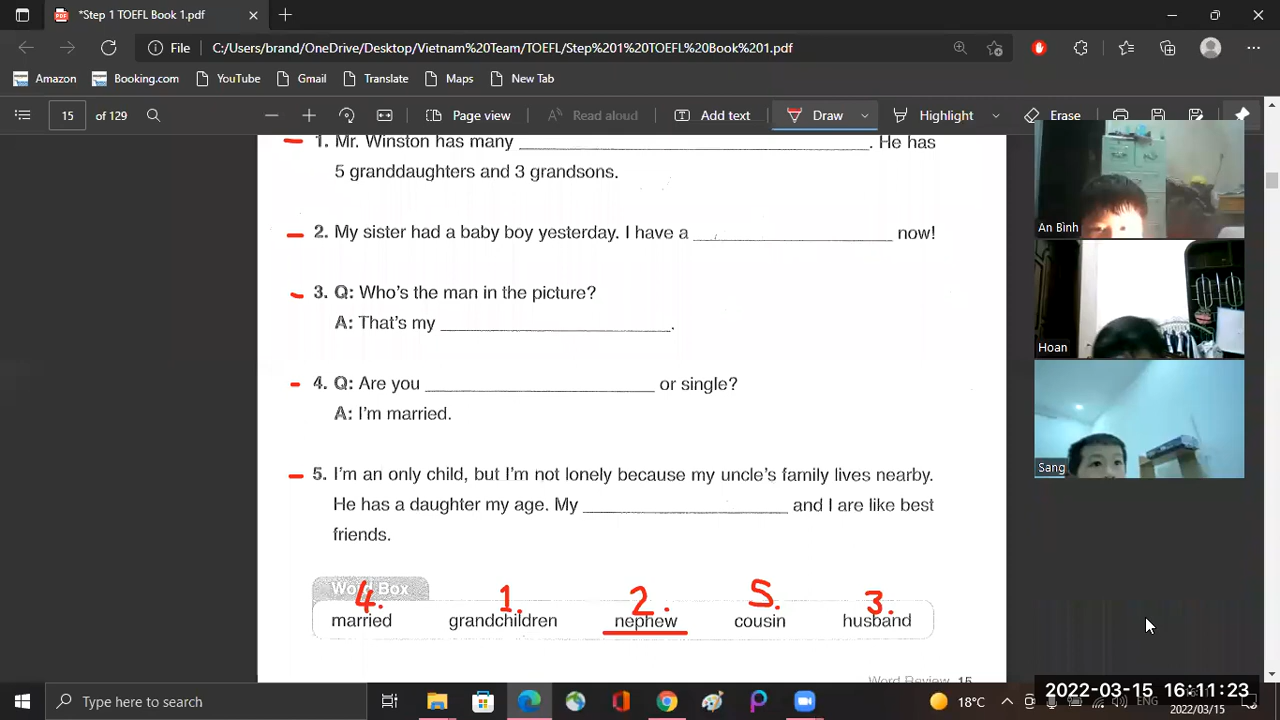 *Step 1 TOEFL Book 1.pdf
File C:/Users/brand/OneDrive/Desktop/Vietnam%20Team/TOEFL/Step%201%20TOEFL%20Book%201.pdf
Amazon Booking.com YouTube Gmail Translate Maps New Tab
15 of 129 Page view Read aloud Add text Draw Highlight Erase
1. Mr. Winston has many ____. He has
5 granddaughters and 3 grandsons.
2. My sister had a baby boy yesterday. I have a ____ now!
3. Q: Who's the man in the picture?
A: That's my ____.
4. Q: Are you ____ or single?
A: I'm married.
5. I'm an only child, but I'm not lonely because my uncle's family lives nearby.
He has a daughter my age. My ____ and I are like best
friends.
Word Box
4. 1. 2. 5. 3.
married grandchildren nephew cousin husband
Word Review 15
An Bình
Hoan
Sang
Type here to search
18°C
ENG
2022-03-15 16:11:23
2022/03/15